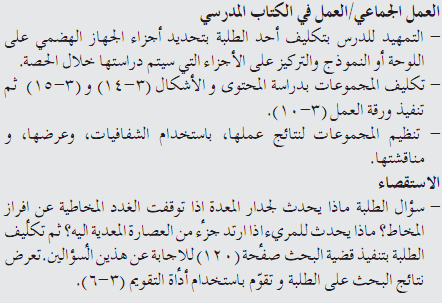 العمل الجماعي/العمل في الكتاب المدرسي
– التمهيد للدرس بتكليف أحد الطلبة بتحديد أجزاء الجهاز الهضمي على
اللوحة أو النموذج والتركيز على الأجزاء التي سيتم دراستها خلال الحصة.
– تكليف المجموعات بدراسة المحتوى و الأشكال (٣-١٤) و (٣-١٥) ثم
تنفيذ ورقة العمل (٣-١٠).
– تنظيم المجموعات لنتائج عملها، باستخدام الشفافيات، وعرضها، و
مناقشتها.
الاستقصاء
– سؤال الطلبة ماذا يحدث لجدار المعدة اذا توقفت الغدد المخاطية عن افراز
المخاط؟ ماذا يحدث للمريء اذا ارتد جزء من العصارة المعدية اليه؟ ثم تكليف
الطلبة بتنفيذ قضية البحث صفحة (١٢٠) للاجابة عن هذين السؤالين. تعرض
نتائج البحث على الطلبة و تقوّم باستخدام أداة التقويم (٣-٦).